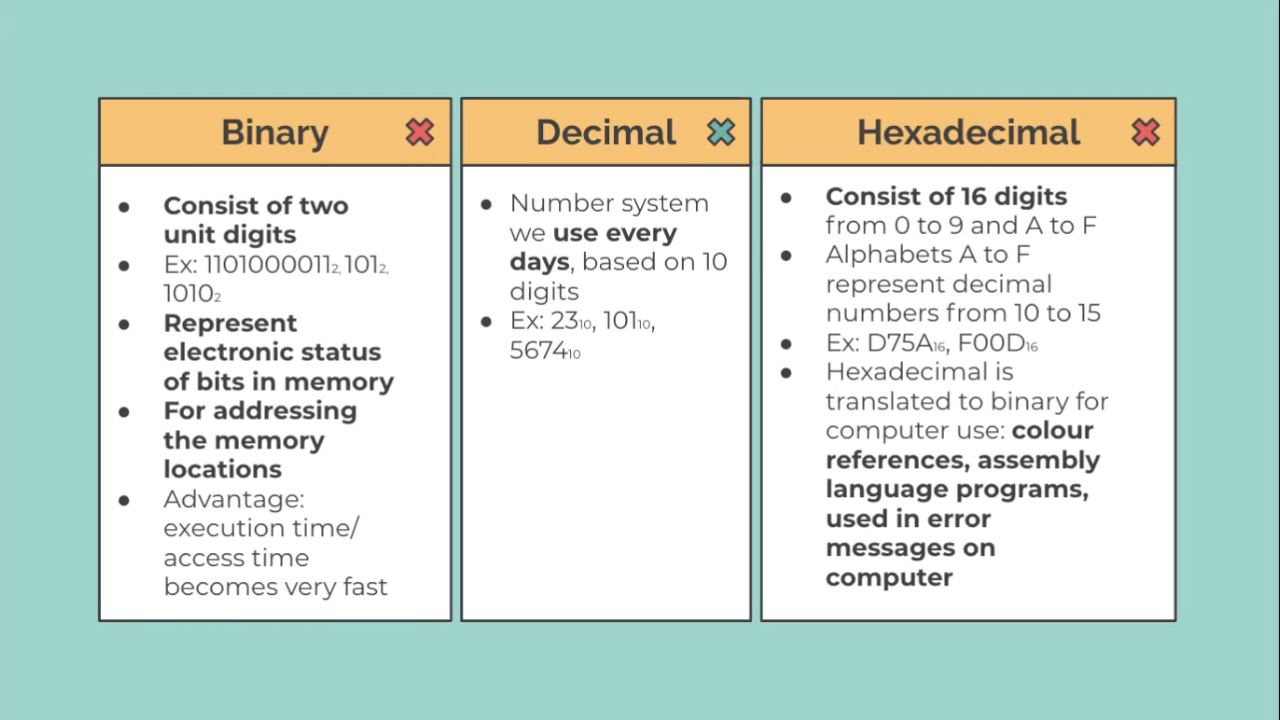 Binary
Consist of two
unit digits
Ex: 1101000011₂, 101₂,
1010₂
Represent
electronic status
of bits in memory
For addressing
the memory
locations
Advantage:
execution time/
access time
becomes very fast
Decimal
Number system
we use every
days, based on 10
digits
Ex: 23₁₀, 101₁₀,
5674₁₀
Hexadecimal
Consist of 16 digits
from 0 to 9 and A to F
Alphabets A to F
represent decimal
numbers from 10 to 15
Ex: D75A₁₆, F00D₁₆
Hexadecimal is
translated to binary for
computer use: colour
references, assembly
language programs,
used in error
messages on
computer